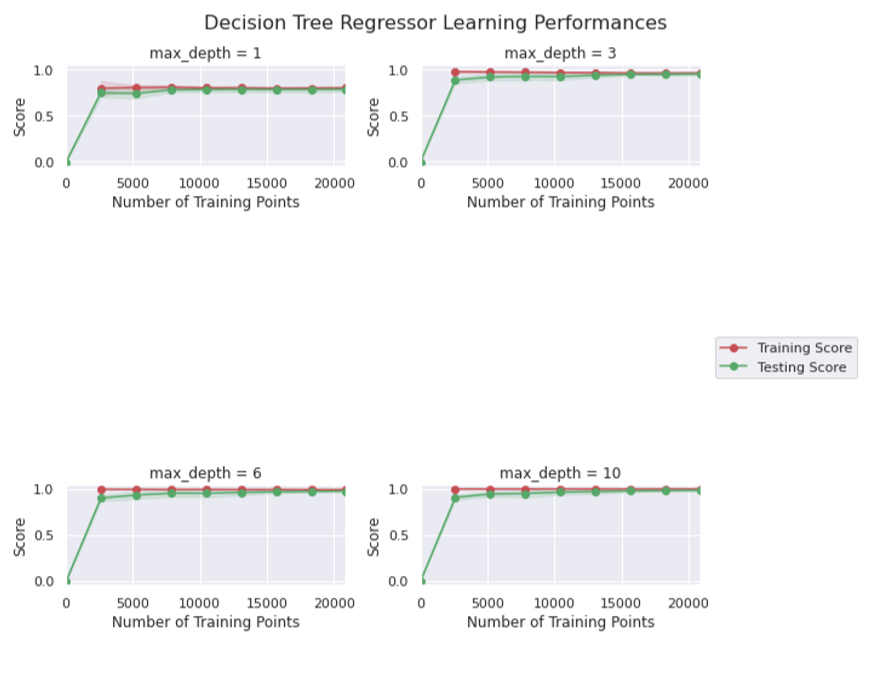 Decision Tree Regressor Learning Performances
max_depth = 1
1.0
0.5
0.0
Score
0 5000 10000 15000 20000
Number of Training Points
max_depth = 3
1.0
0.5
0.0
Score
0 5000 10000 15000 20000
Number of Training Points
Training Score
Testing Score
max_depth = 6
1.0
0.5
0.0
Score
0 5000 10000 15000 20000
Number of Training Points
max_depth = 10
1.0
0.5
0.0
Score
0 5000 10000 15000 20000
Number of Training Points